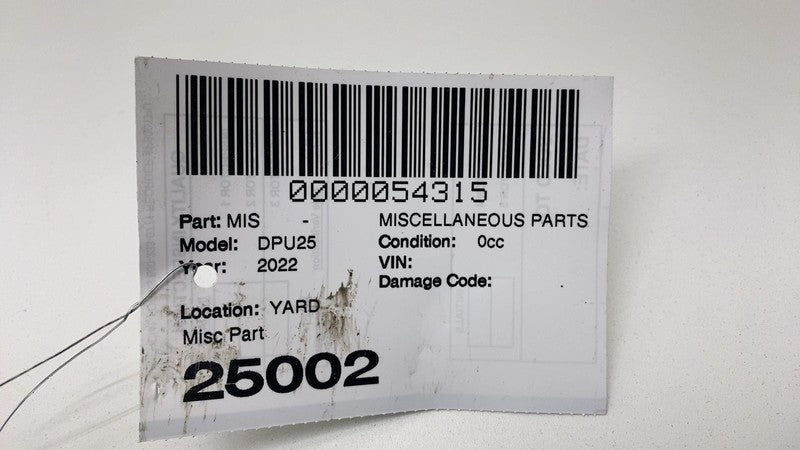 0000054315
Part: MIS - MISCELLANEOUS PARTS
Model: DPU25 Condition: 0cc
Year: 2022 VIN:
Damage Code: .
Location: YARD
Misc Part
25002